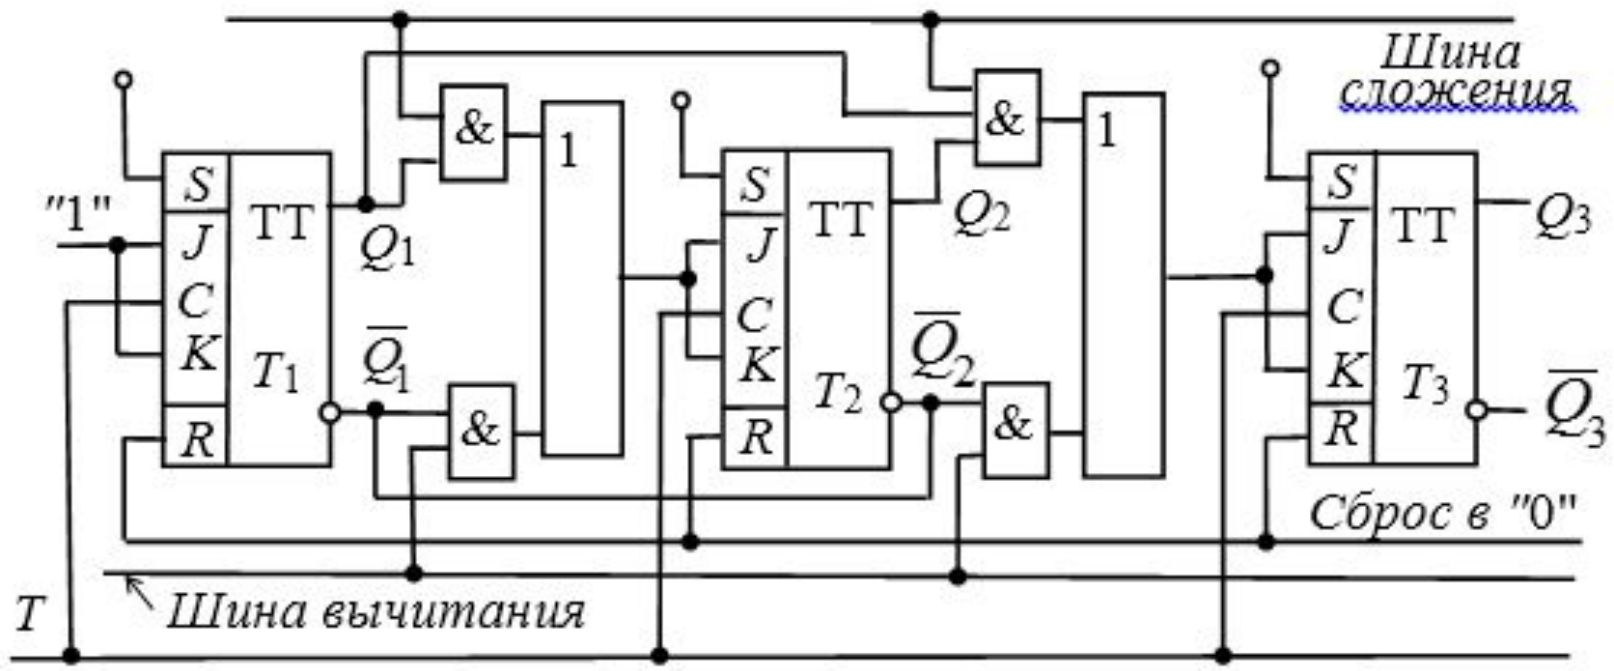 Шина
сложения
"1"
S
J
C
K
R
TT
T1
Q1
Q̅1
&
&
1
S
J
C
K
R
TT
T2
Q2
Q̅2
&
&
1
S
J
C
K
R
TT
T3
Q3
Q̅3
Сброс в "0"
Шина вычитания
T